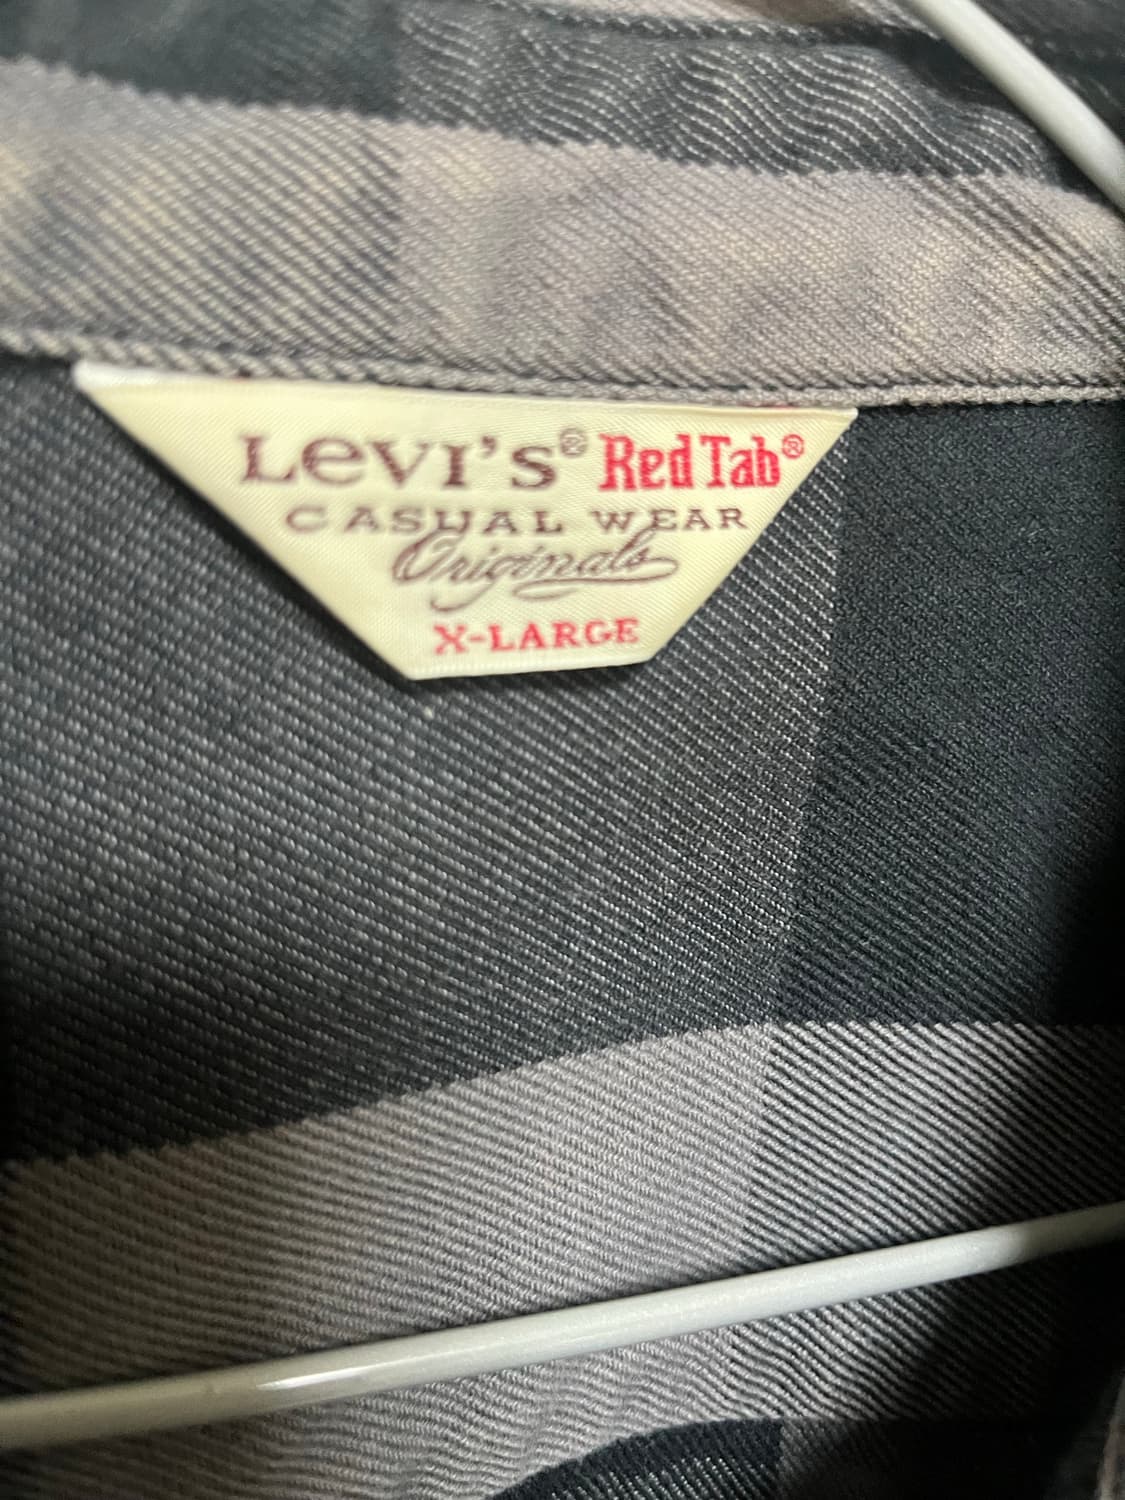 Levi's® Red Tab®
CASUAL WEAR
Originals
X-LARGE